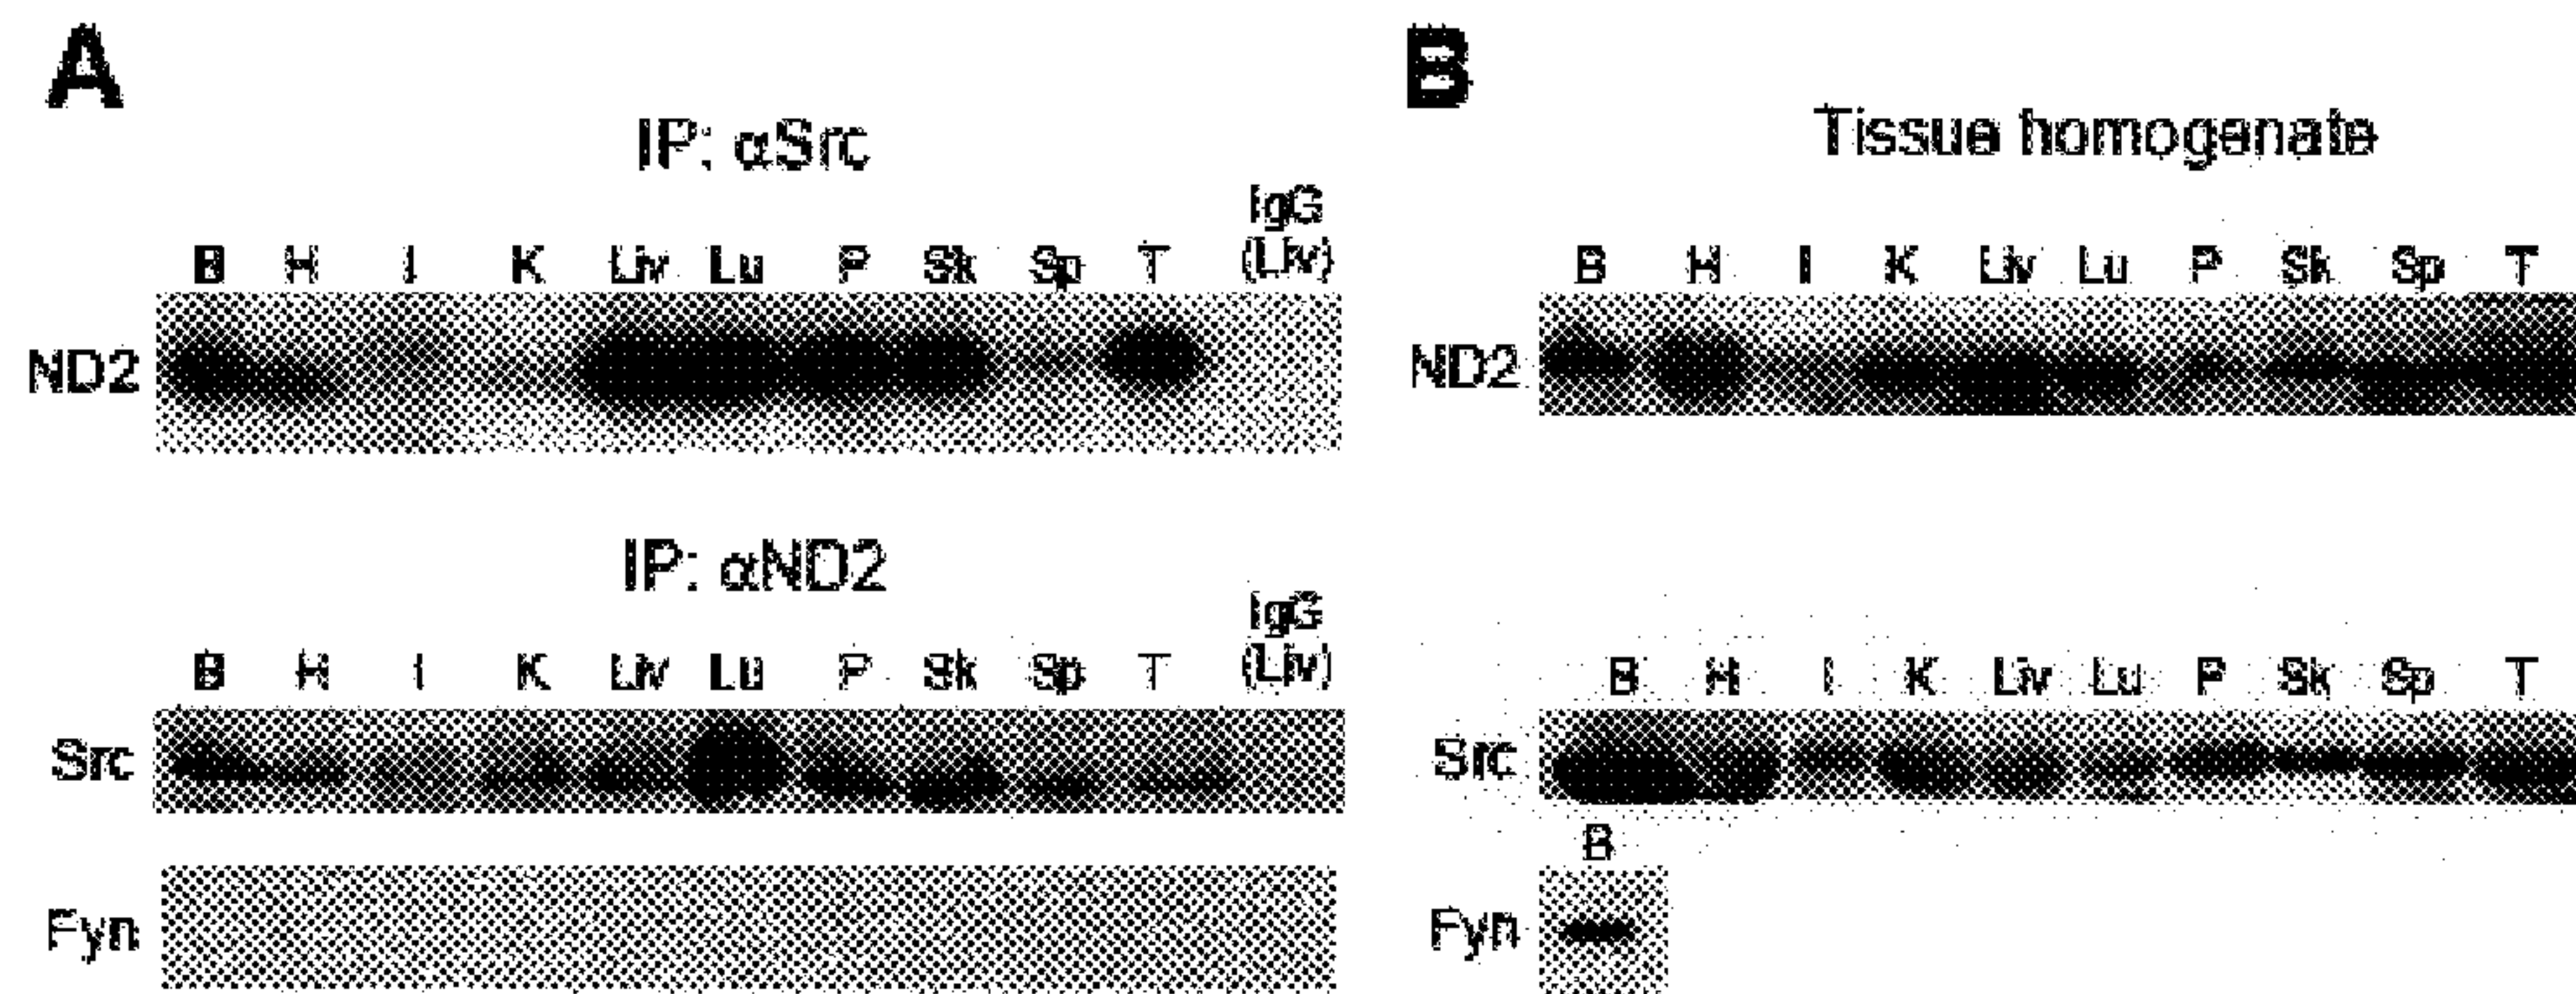 A
IP: αSrc
B H I K Liv Lu P Sk Sp T IgG (Liv)
ND2
IP: αND2
B H I K Liv Lu P Sk Sp T IgG (Liv)
Src
Fyn
B
Tissue homogenate
B H I K Liv Lu P Sk Sp T
ND2
B H I K Liv Lu P Sk Sp T
Src
B
Fyn